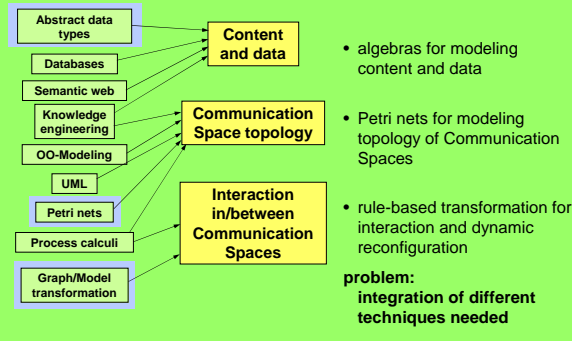 Abstract data
types
Databases
Semantic web
Knowledge
engineering
OO-Modeling
UML
Petri nets
Process calculi
Graph/Model
transformation
Content
and data
Communication
Space topology
Interaction
in/between
Communication
Spaces
• algebras for modeling
content and data
• Petri nets for modeling
topology of Communication
Spaces
• rule-based transformation for
interaction and dynamic
reconfiguration
problem:
integration of different
techniques needed